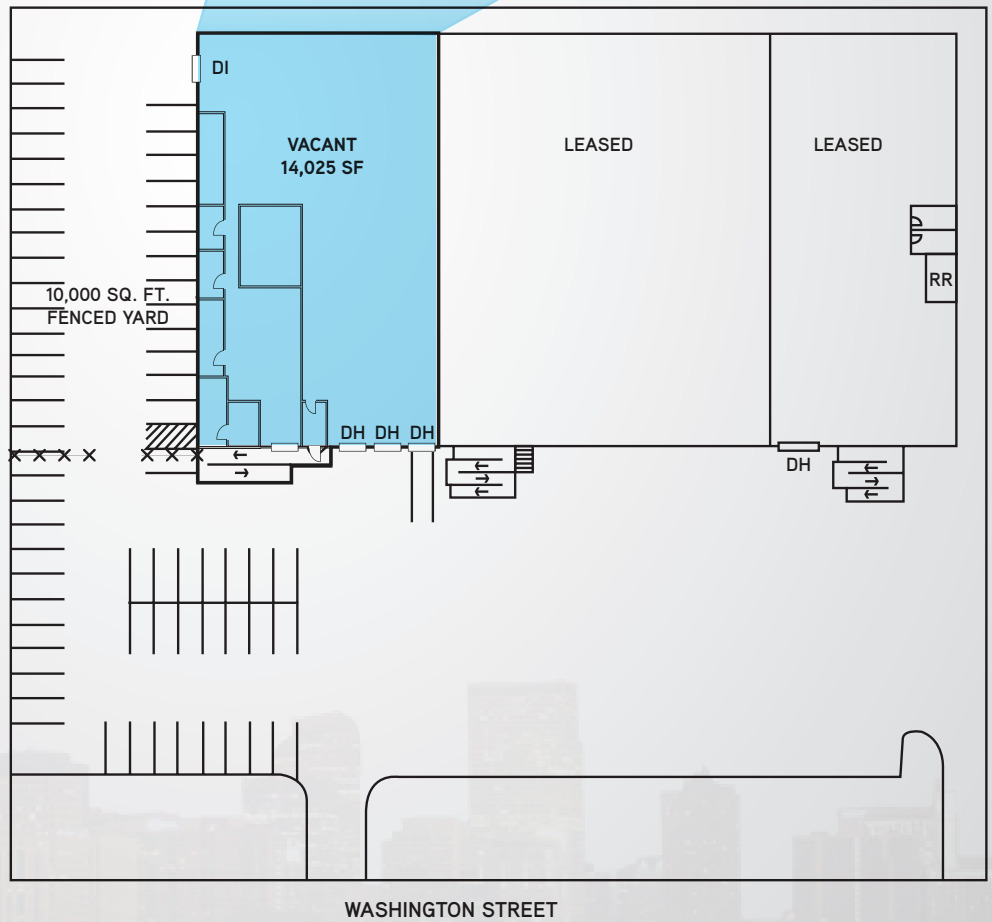 DI
VACANT
14,025 SF
LEASED
LEASED
RR
10,000 SQ. FT.
FENCED YARD
DH DH DH
DH
WASHINGTON STREET